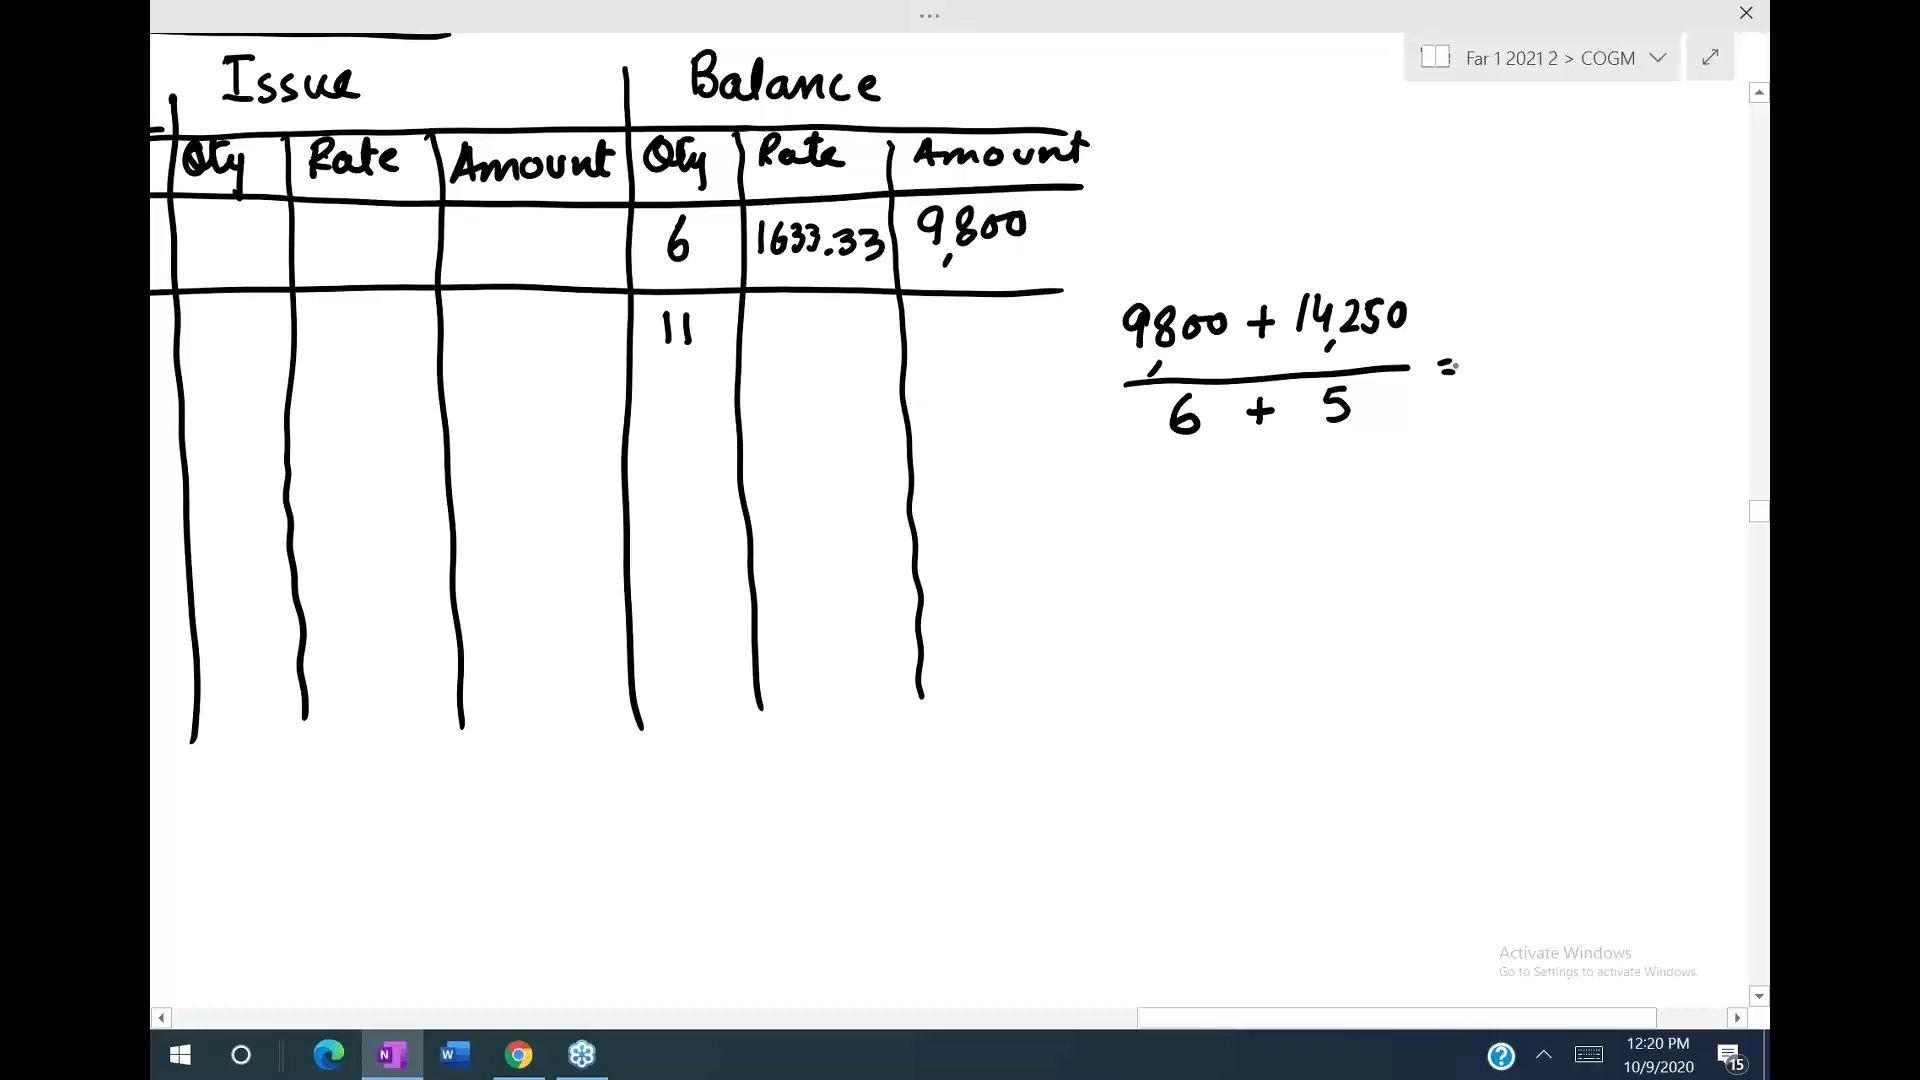 Far 1 2021 2 > COGM
Issue Balance
Qty Rate Amount Qty Rate Amount
6 1633.33 9,800
11
9,800 + 14,250
=
6 + 5
Activate Windows
Go to Settings to activate Windows.
12:20 PM
10/9/2020
15